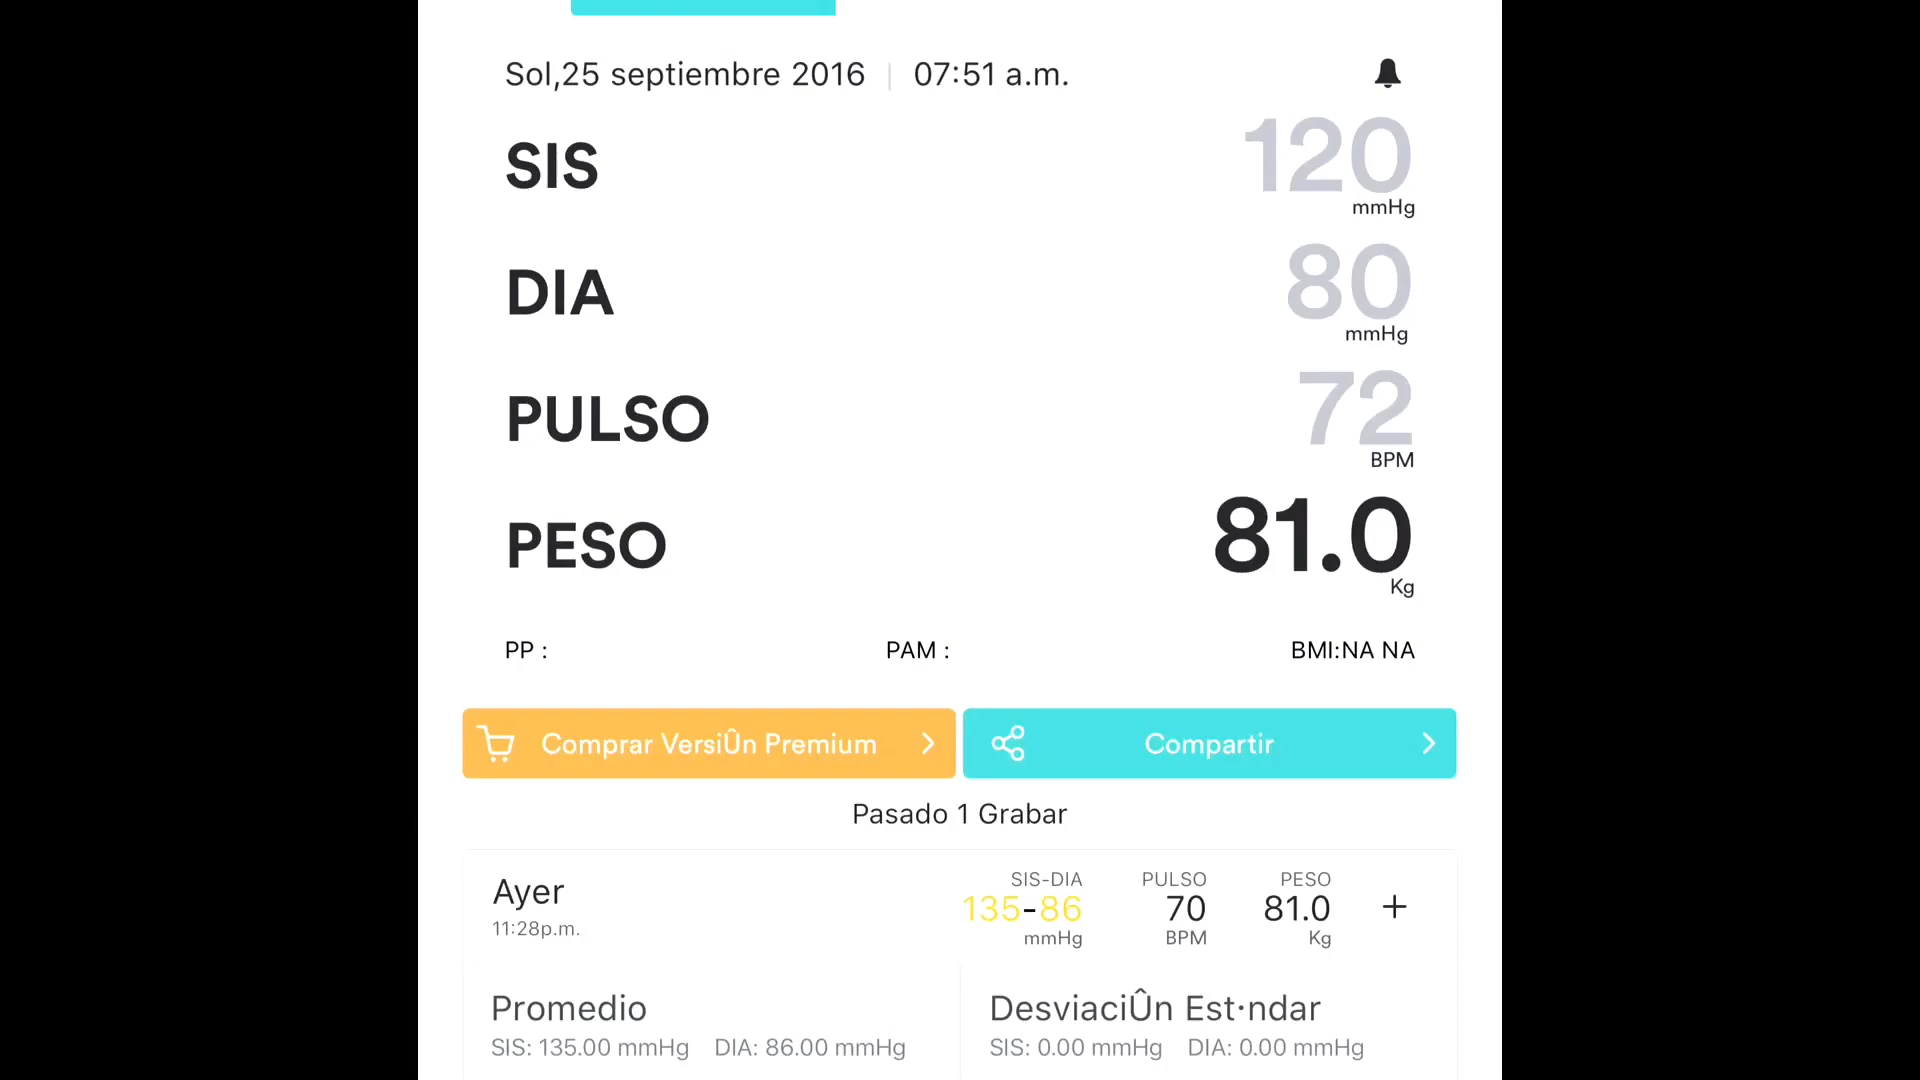 Sol,25 septiembre 2016 | 07:51 a.m.
SIS 120
mmHg
DIA 80
mmHg
PULSO 72
BPM
PESO 81.0
Kg
PP : PAM : BMI:NA NA
Comprar VersiÛn Premium Compartir
Pasado 1 Grabar
SIS-DIA PULSO PESO
Ayer 135-86 70 81.0 +
11:28p.m. mmHg BPM Kg
Promedio DesviaciÛn Est·ndar
SIS: 135.00 mmHg DIA: 86.00 mmHg SIS: 0.00 mmHg DIA: 0.00 mmHg